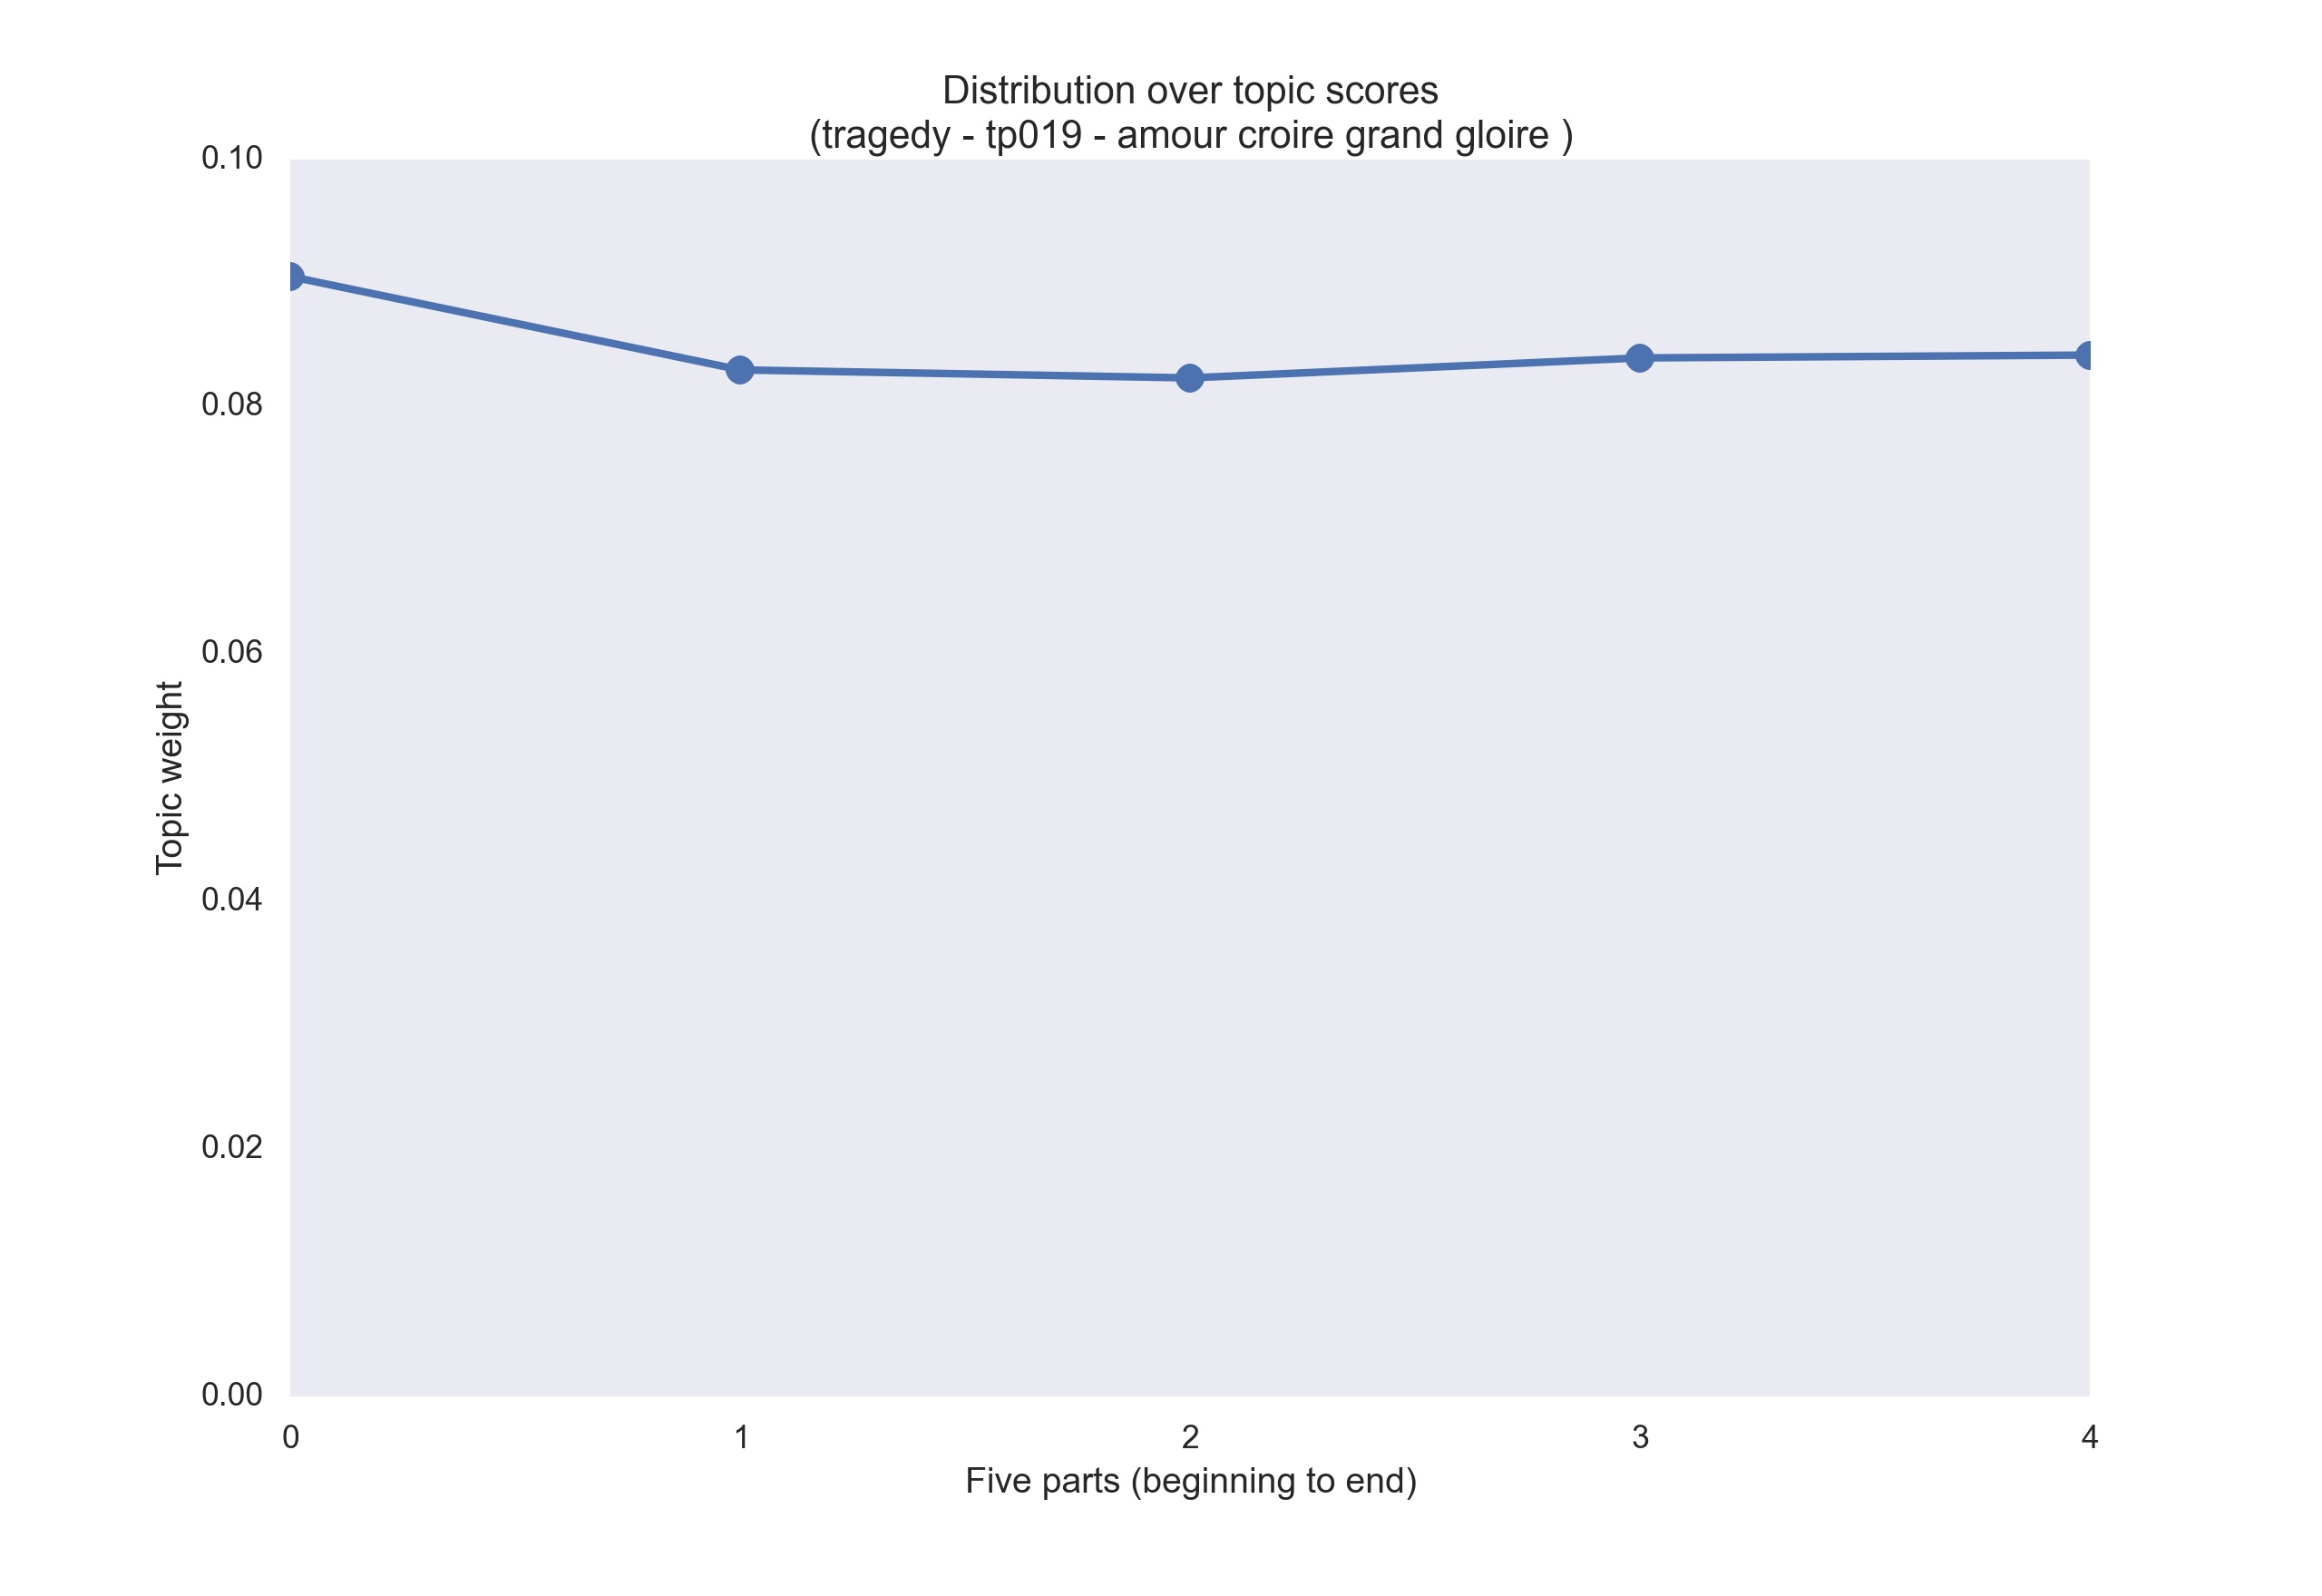 Distribution over topic scores
(tragedy - tp019 - amour croire grand gloire )
0.10
0.08
0.06
0.04
0.02
0.00
Topic weight
0 1 2 3 4
Five parts (beginning to end)